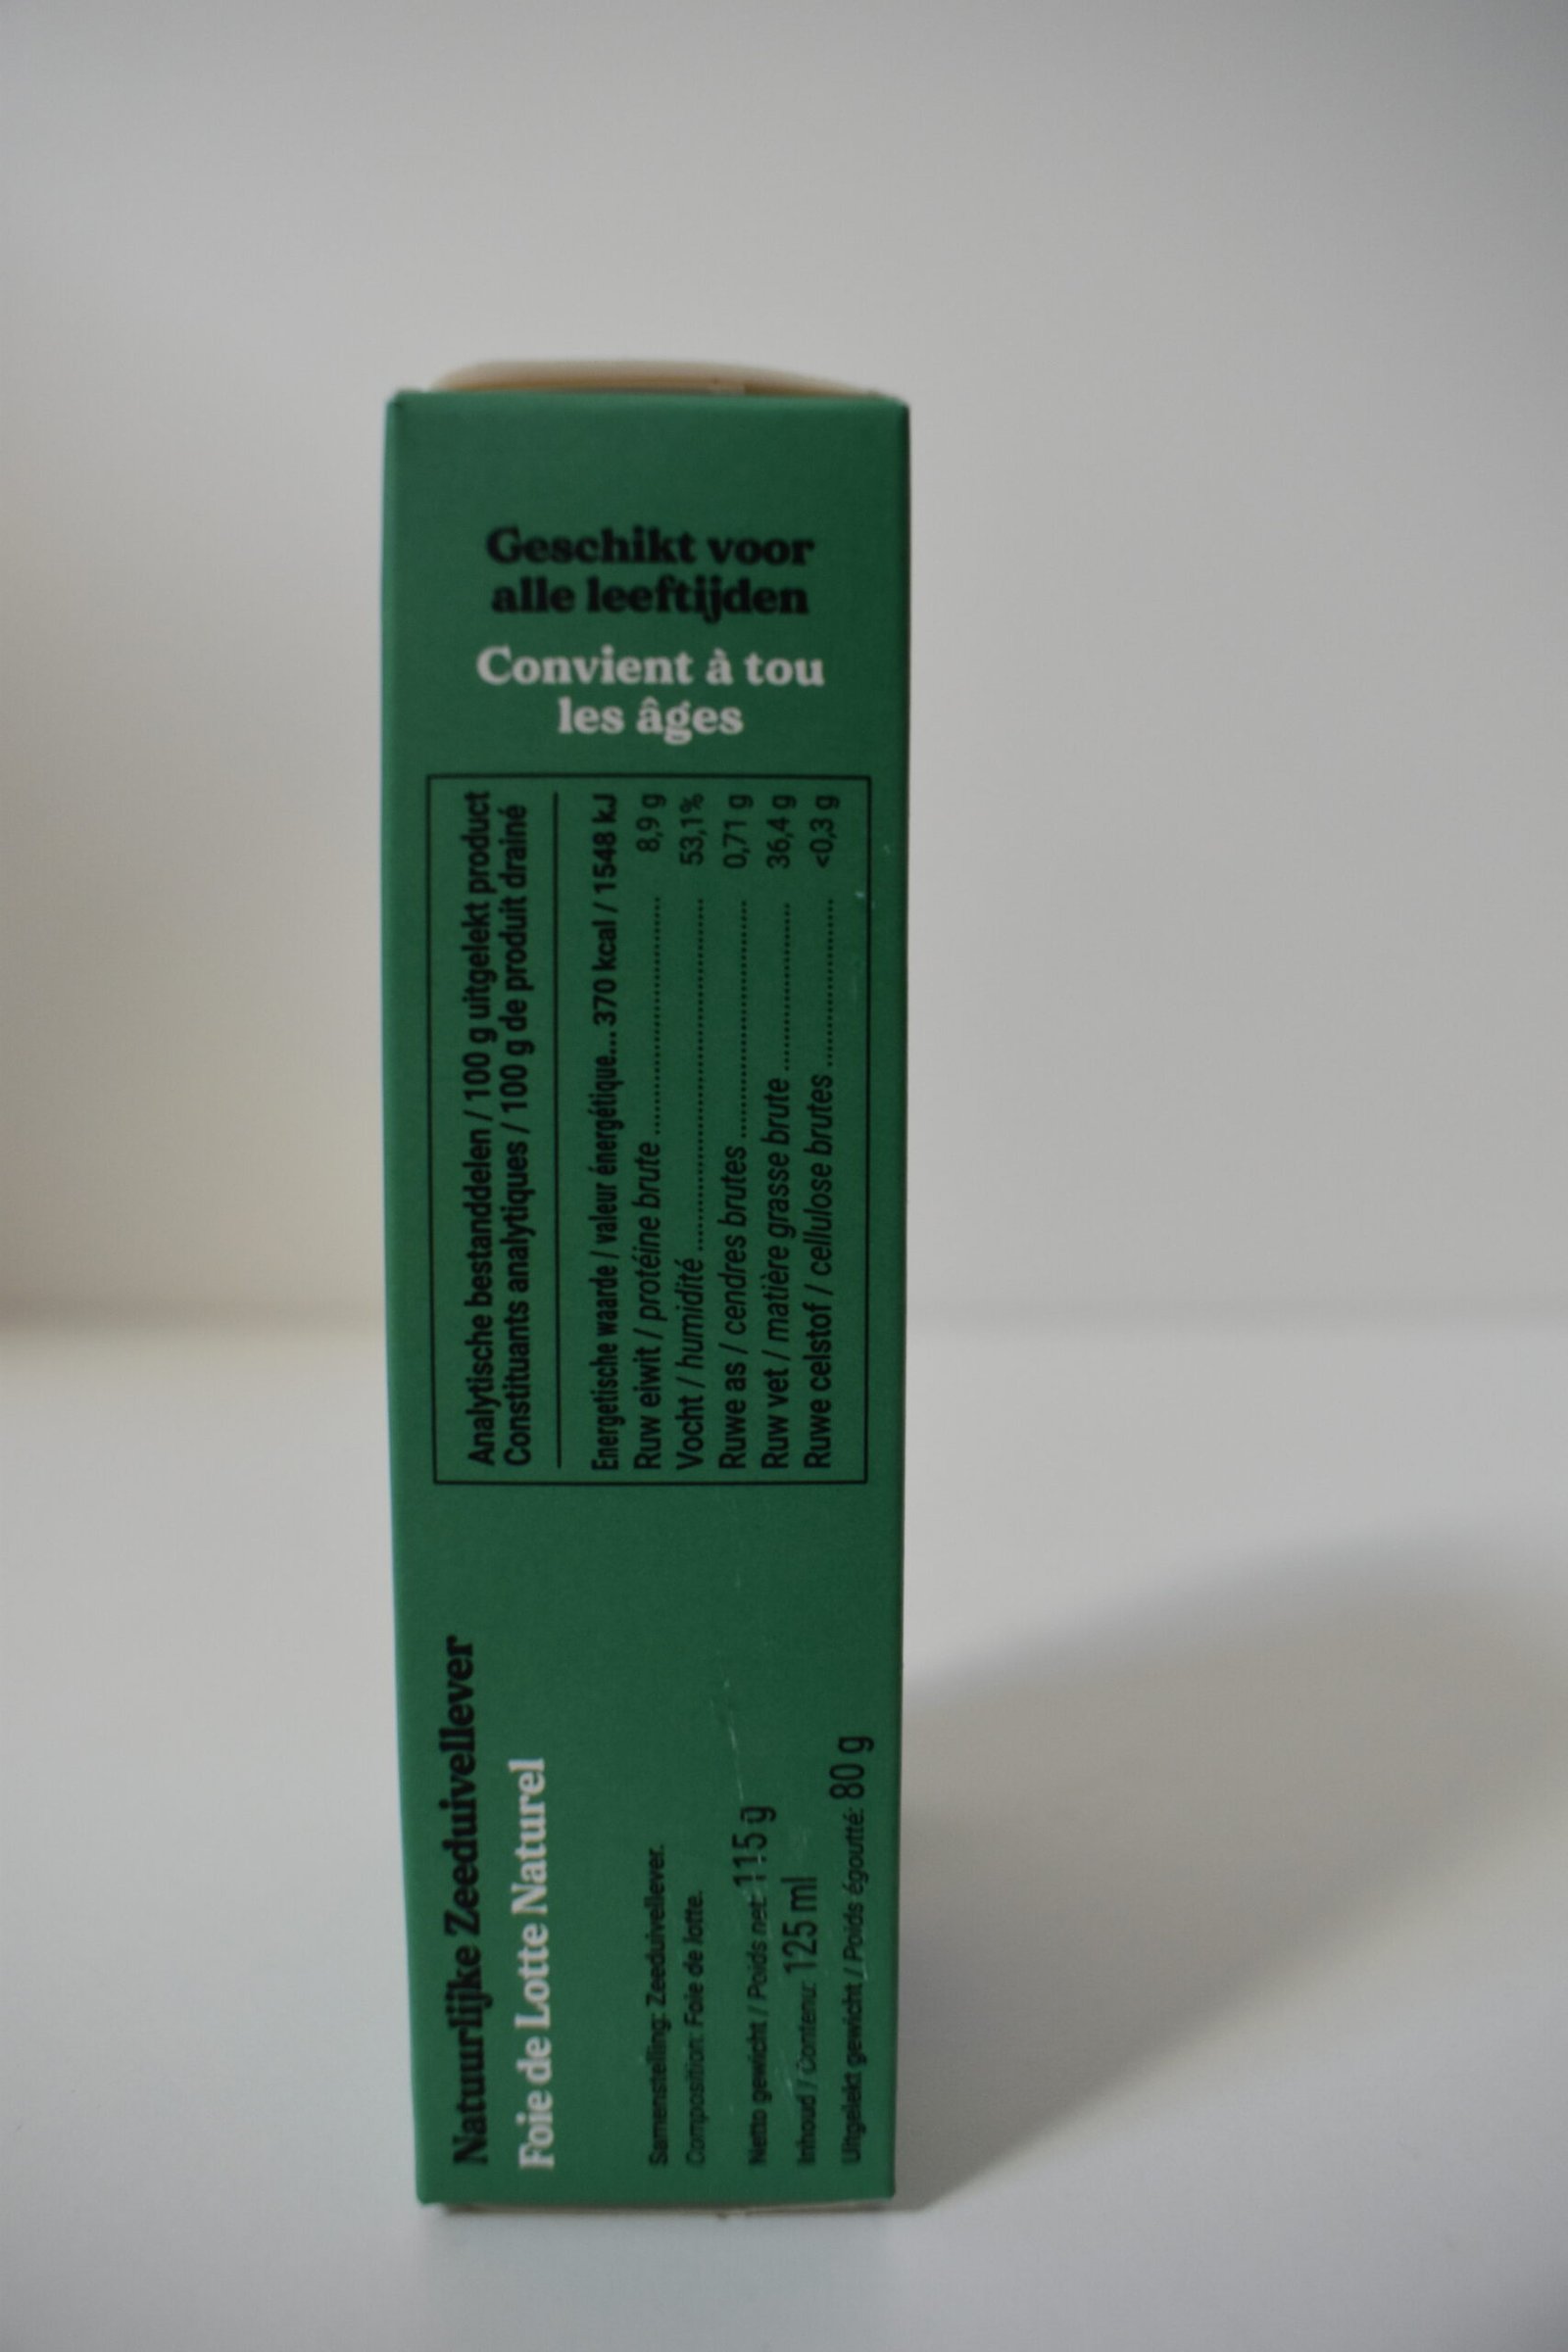 Geschikt voor
alle leeftijden
Convient à tou
les âges
Analytische bestanddelen / 100 g uitgelekt product
Constituants analytiques / 100 g de produit drainé
Energetische waarde / valeur énergétique... 370 kcal / 1548 kJ
Ruw eiwit / protéine brute ........................ 8,9 g
Vocht / humidité ........................ 53,1%
Ruwe as / cendres brutes ........................ 0,71 g
Ruw vet / matière grasse brute ........................ 36,4 g
Ruwe celstof / cellulose brutes ........................ <0,3 g
Natuurlijke Zeeduivellever
Foie de Lotte Naturel
Samenstelling: Zeeduivellever.
Composition: Foie de lotte.
Netto gewicht / Poids net: 115 g
Inhoud / Contenu: 125 ml
Uitgelekt gewicht / Poids égoutté: 80 g